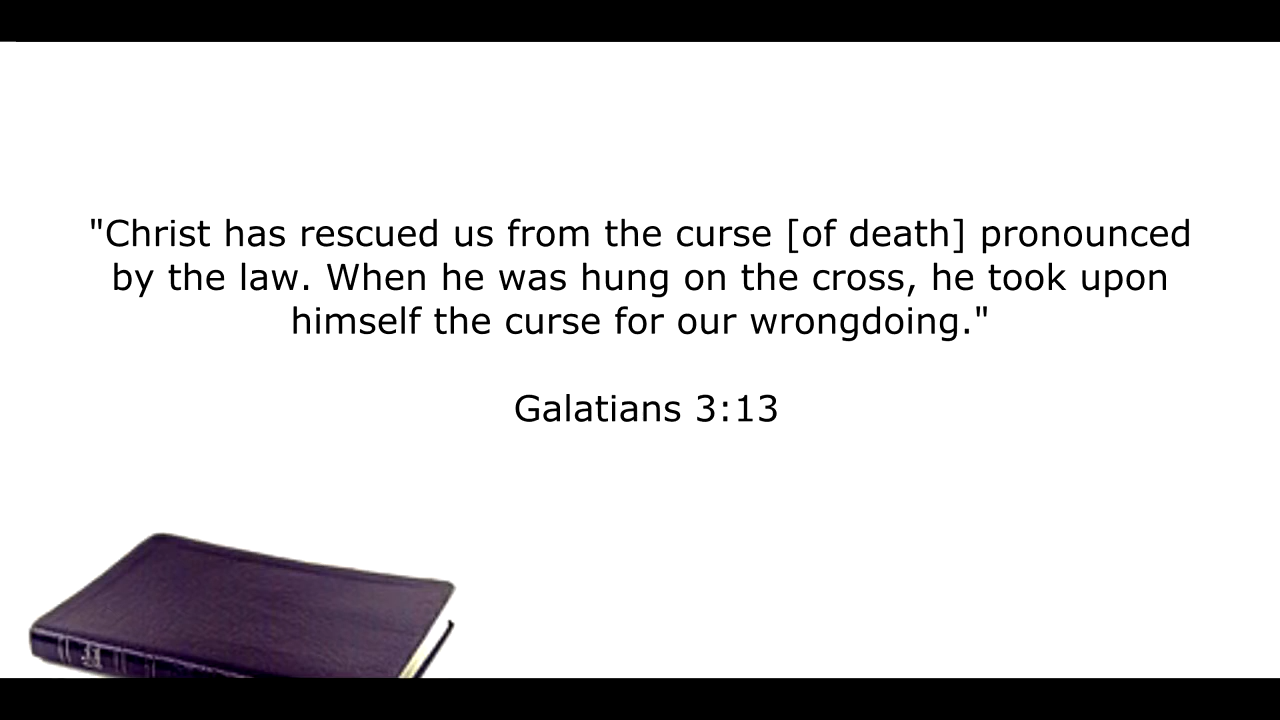 "Christ has rescued us from the curse [of death] pronounced
by the law. When he was hung on the cross, he took upon
himself the curse for our wrongdoing."
Galatians 3:13